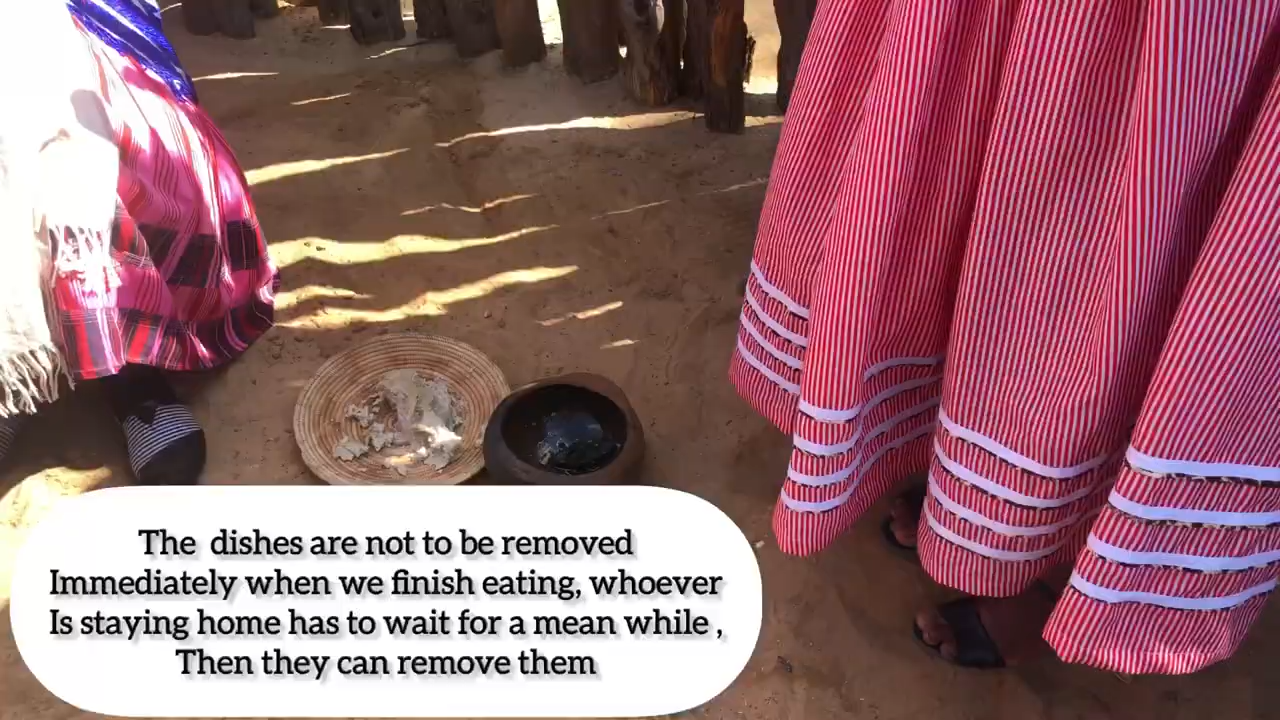 The dishes are not to be removed
Immediately when we finish eating, whoever
Is staying home has to wait for a mean while ,
Then they can remove them